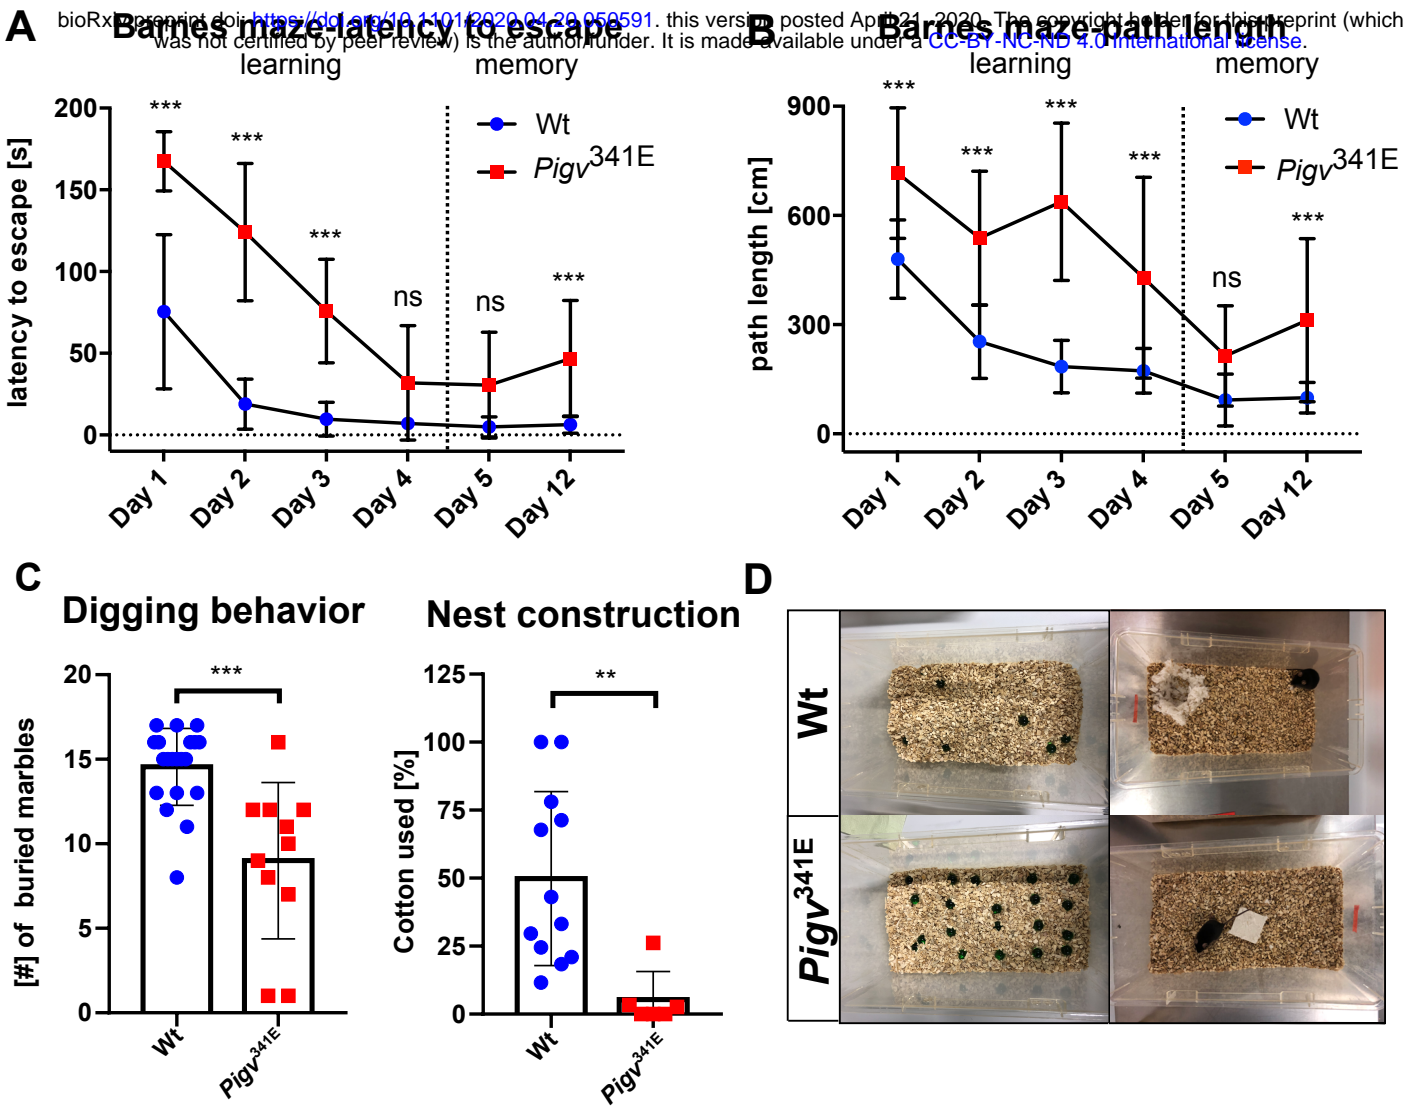 bioRxiv preprint doi: https://doi.org/10.1101/2020.04.20.050591. this version posted April 21, 2020. The copyright holder for this preprint (which
was not certified by peer review) is the author/funder. It is made available under a CC-BY-NC-ND 4.0 International license.
A
Barnes maze-latency to escape
learning
memory
latency to escape [s]
200
150
100
50
0
***
***
***
ns
ns
***
Wt
Pigv341E
Day 1
Day 2
Day 3
Day 4
Day 5
Day 12
B
Barnes maze-path length
learning
memory
path length [cm]
900
600
300
0
***
***
***
***
ns
***
Wt
Pigv341E
Day 1
Day 2
Day 3
Day 4
Day 5
Day 12
C
Digging behavior
[#] of buried marbles
20
15
10
5
0
***
Wt
Pigv341E
Nest construction
Cotton used [%]
125
100
75
50
25
0
**
Wt
Pigv341E
D
Wt
Pigv341E